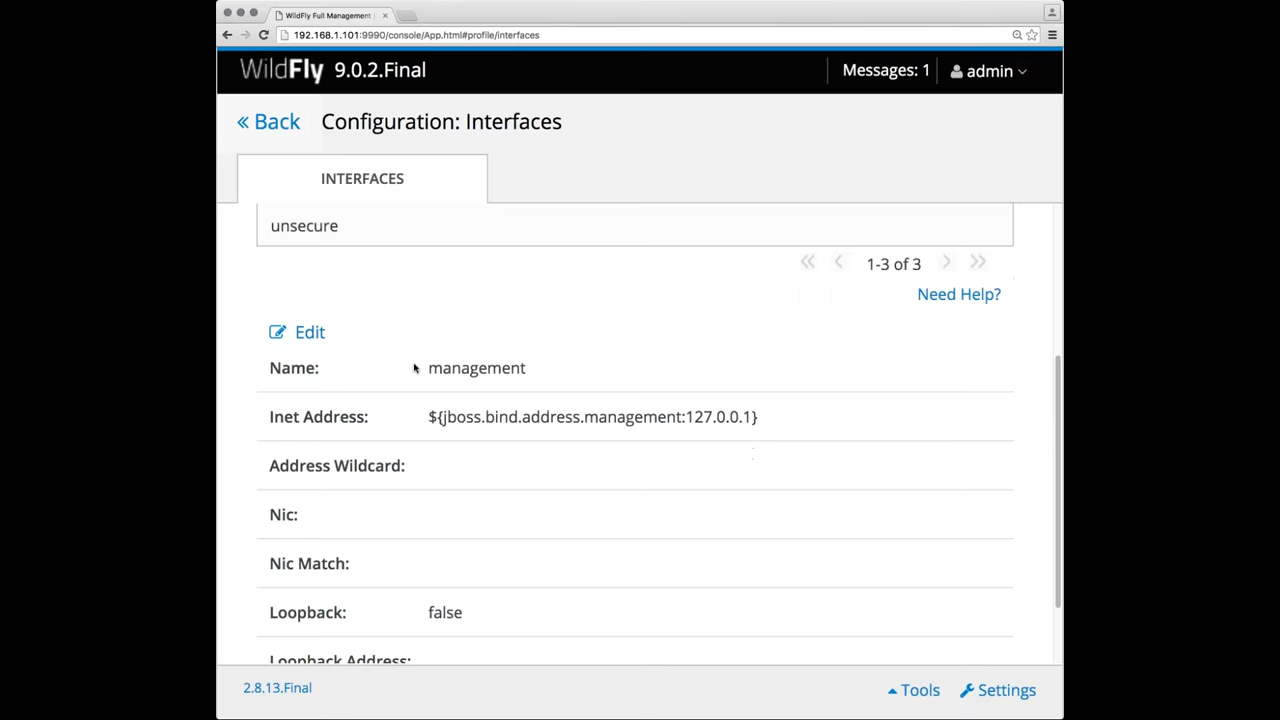 WildFly Full Management
192.168.1.101:9990/console/App.html#profile/interfaces
WildFly 9.0.2.Final
Messages: 1
admin
« Back
Configuration: Interfaces
INTERFACES
unsecure
1-3 of 3
Need Help?
Edit
Name: management
Inet Address: ${jboss.bind.address.management:127.0.0.1}
Address Wildcard:
Nic:
Nic Match:
Loopback: false
Loopback Address:
2.8.13.Final
Tools
Settings